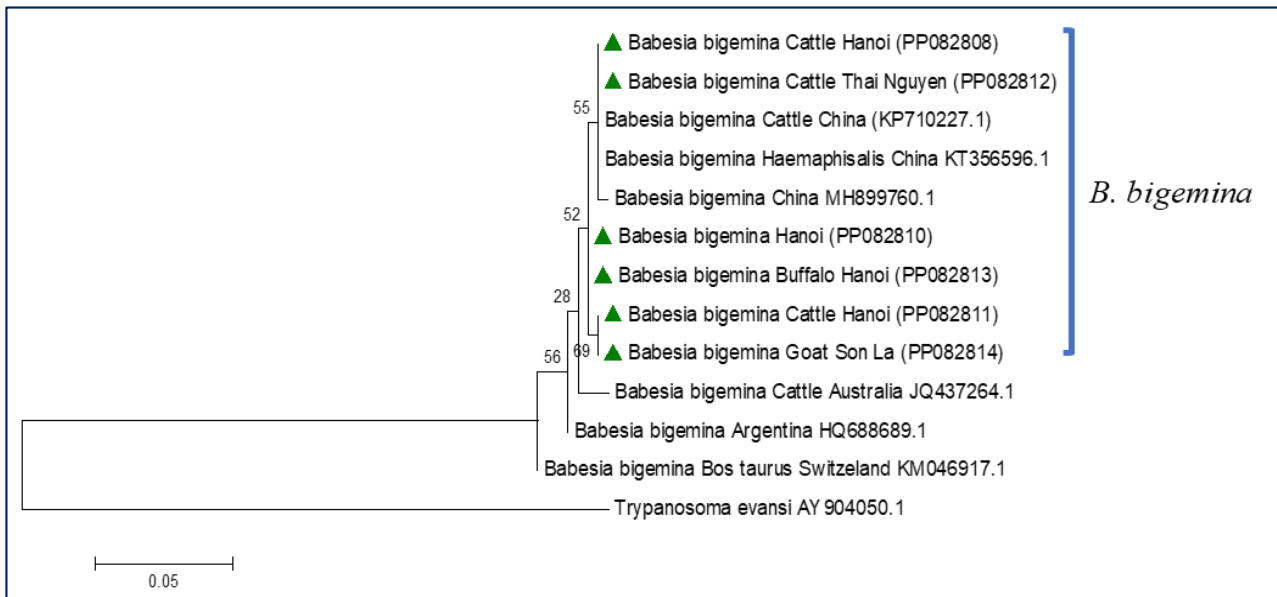 Babesia bigemina Cattle Hanoi (PP082808)
Babesia bigemina Cattle Thai Nguyen (PP082812)
55
Babesia bigemina Cattle China (KP710227.1)
Babesia bigemina Haemaphisalis China KT356596.1
Babesia bigemina China MH899760.1
B. bigemina
52
Babesia bigemina Hanoi (PP082810)
Babesia bigemina Buffalo Hanoi (PP082813)
28
Babesia bigemina Cattle Hanoi (PP082811)
69
Babesia bigemina Goat Son La (PP082814)
56
Babesia bigemina Cattle Australia JQ437264.1
Babesia bigemina Argentina HQ688689.1
Babesia bigemina Bos taurus Switzeland KM046917.1
Trypanosoma evansi AY904050.1
0.05